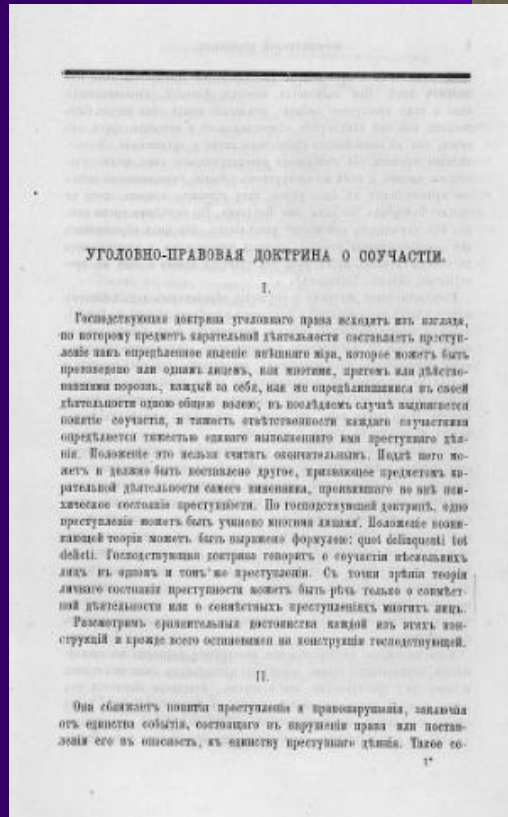 УГОЛОВНО-ПРАВОВАЯ ДОКТРИНА О СОУЧАСТІИ.
I.
Господствующая доктрина уголовнаго права исходитъ изъ взгляда,
по которому предметъ карательной дѣятельности составляетъ преступ-
леніе какъ опредѣленное явленіе внѣшняго міра, которое можетъ быть
произведено или однимъ лицемъ, или многими, притомъ или дѣйство-
вавшими порознь, каждый за себя, или же опредѣлившимися въ своей
дѣятельности одною общею волею; въ послѣднемъ случаѣ выдвигается
понятіе соучастія, и тяжесть отвѣтственности каждаго соучастника
опредѣляется тяжестью единаго выполненнаго ими преступнаго дѣя-
нія. Положеніе это нельзя считать окончательнымъ. Подлѣ него мо-
жетъ и должно быть поставлено другое, признающее предметомъ ка-
рательной дѣятельности самого виновника, проявившаго во внѣ пси-
хическое состояніе преступности. По господствующей доктринѣ, одно
преступленіе можетъ быть учинено многими лицами. Положеніе возни-
кающей теоріи можетъ быть выражено формулою: quot delinquenti tot
delicti. Господствующая доктрина говоритъ о соучастіи нѣсколькихъ
лицъ въ одномъ и томъ же преступленіи. Съ точки зрѣнія теоріи
личнаго состоянія преступности можетъ быть рѣчь только о совмѣст-
ной дѣятельности или о совмѣстныхъ преступленіяхъ многихъ лицъ.
Разсмотримъ сравнительныя достоинства каждой изъ этихъ кон-
струкцій и прежде всего остановимся на конструкціи господствующей.
II.
Она сближаетъ понятія преступленія и правонарушенія, заключая
отъ единства событія, состоящаго въ нарушеніи права или постав-
леніи его въ опасность, къ единству преступнаго дѣянія. Такое со-
1*